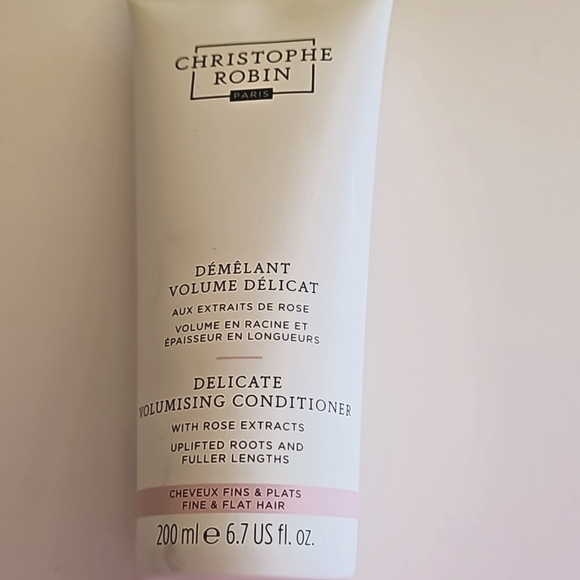 CHRISTOPHE
ROBIN
PARIS
DÉMÊLANT
VOLUME DÉLICAT
AUX EXTRAITS DE ROSE
VOLUME EN RACINE ET
ÉPAISSEUR EN LONGUEURS
DELICATE
VOLUMISING CONDITIONER
WITH ROSE EXTRACTS
UPLIFTED ROOTS AND
FULLER LENGTHS
CHEVEUX FINS & PLATS
FINE & FLAT HAIR
200 ml e 6.7 US fl. oz.